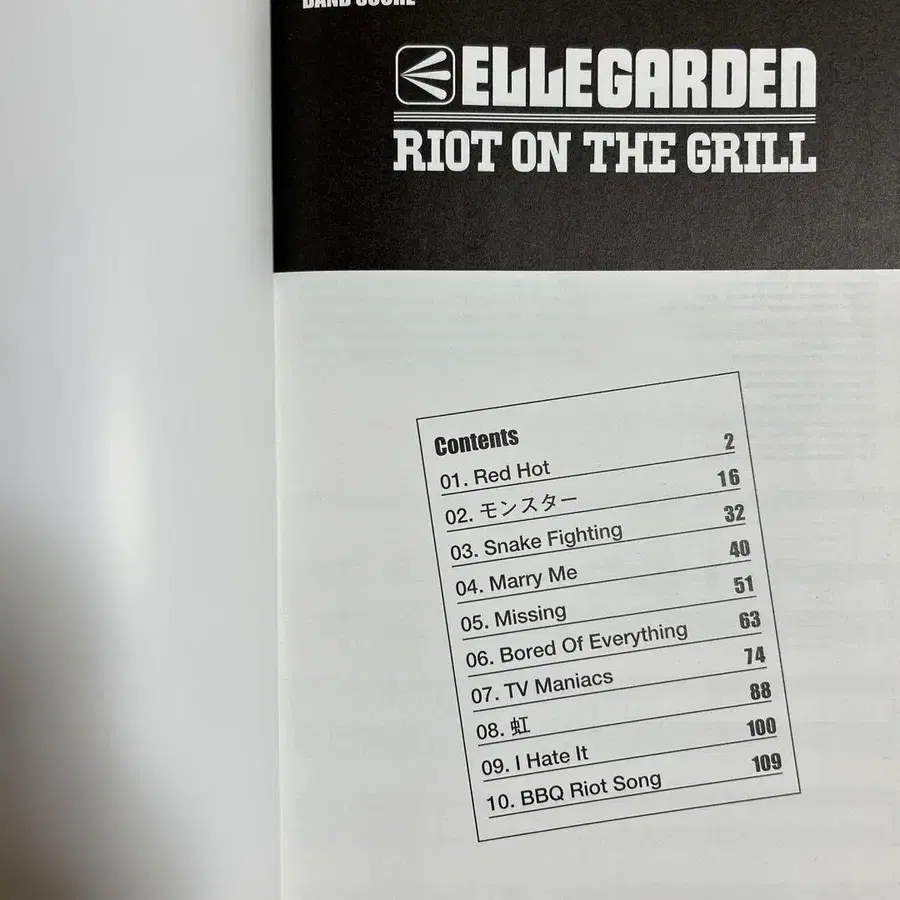 BAND SCORE
ELLEGARDEN
RIOT ON THE GRILL
Contents
01. Red Hot 2
02. モンスター 16
03. Snake Fighting 32
04. Marry Me 40
05. Missing 51
06. Bored Of Everything 63
07. TV Maniacs 74
08. 虹 88
09. I Hate It 100
10. BBQ Riot Song 109